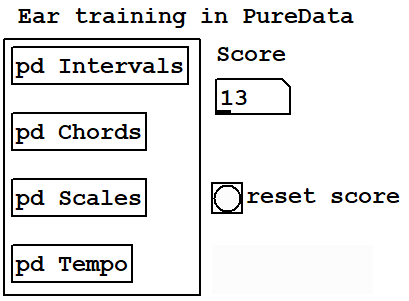 Ear training in PureData
pd Intervals
pd Chords
pd Scales
pd Tempo
Score
13
reset score